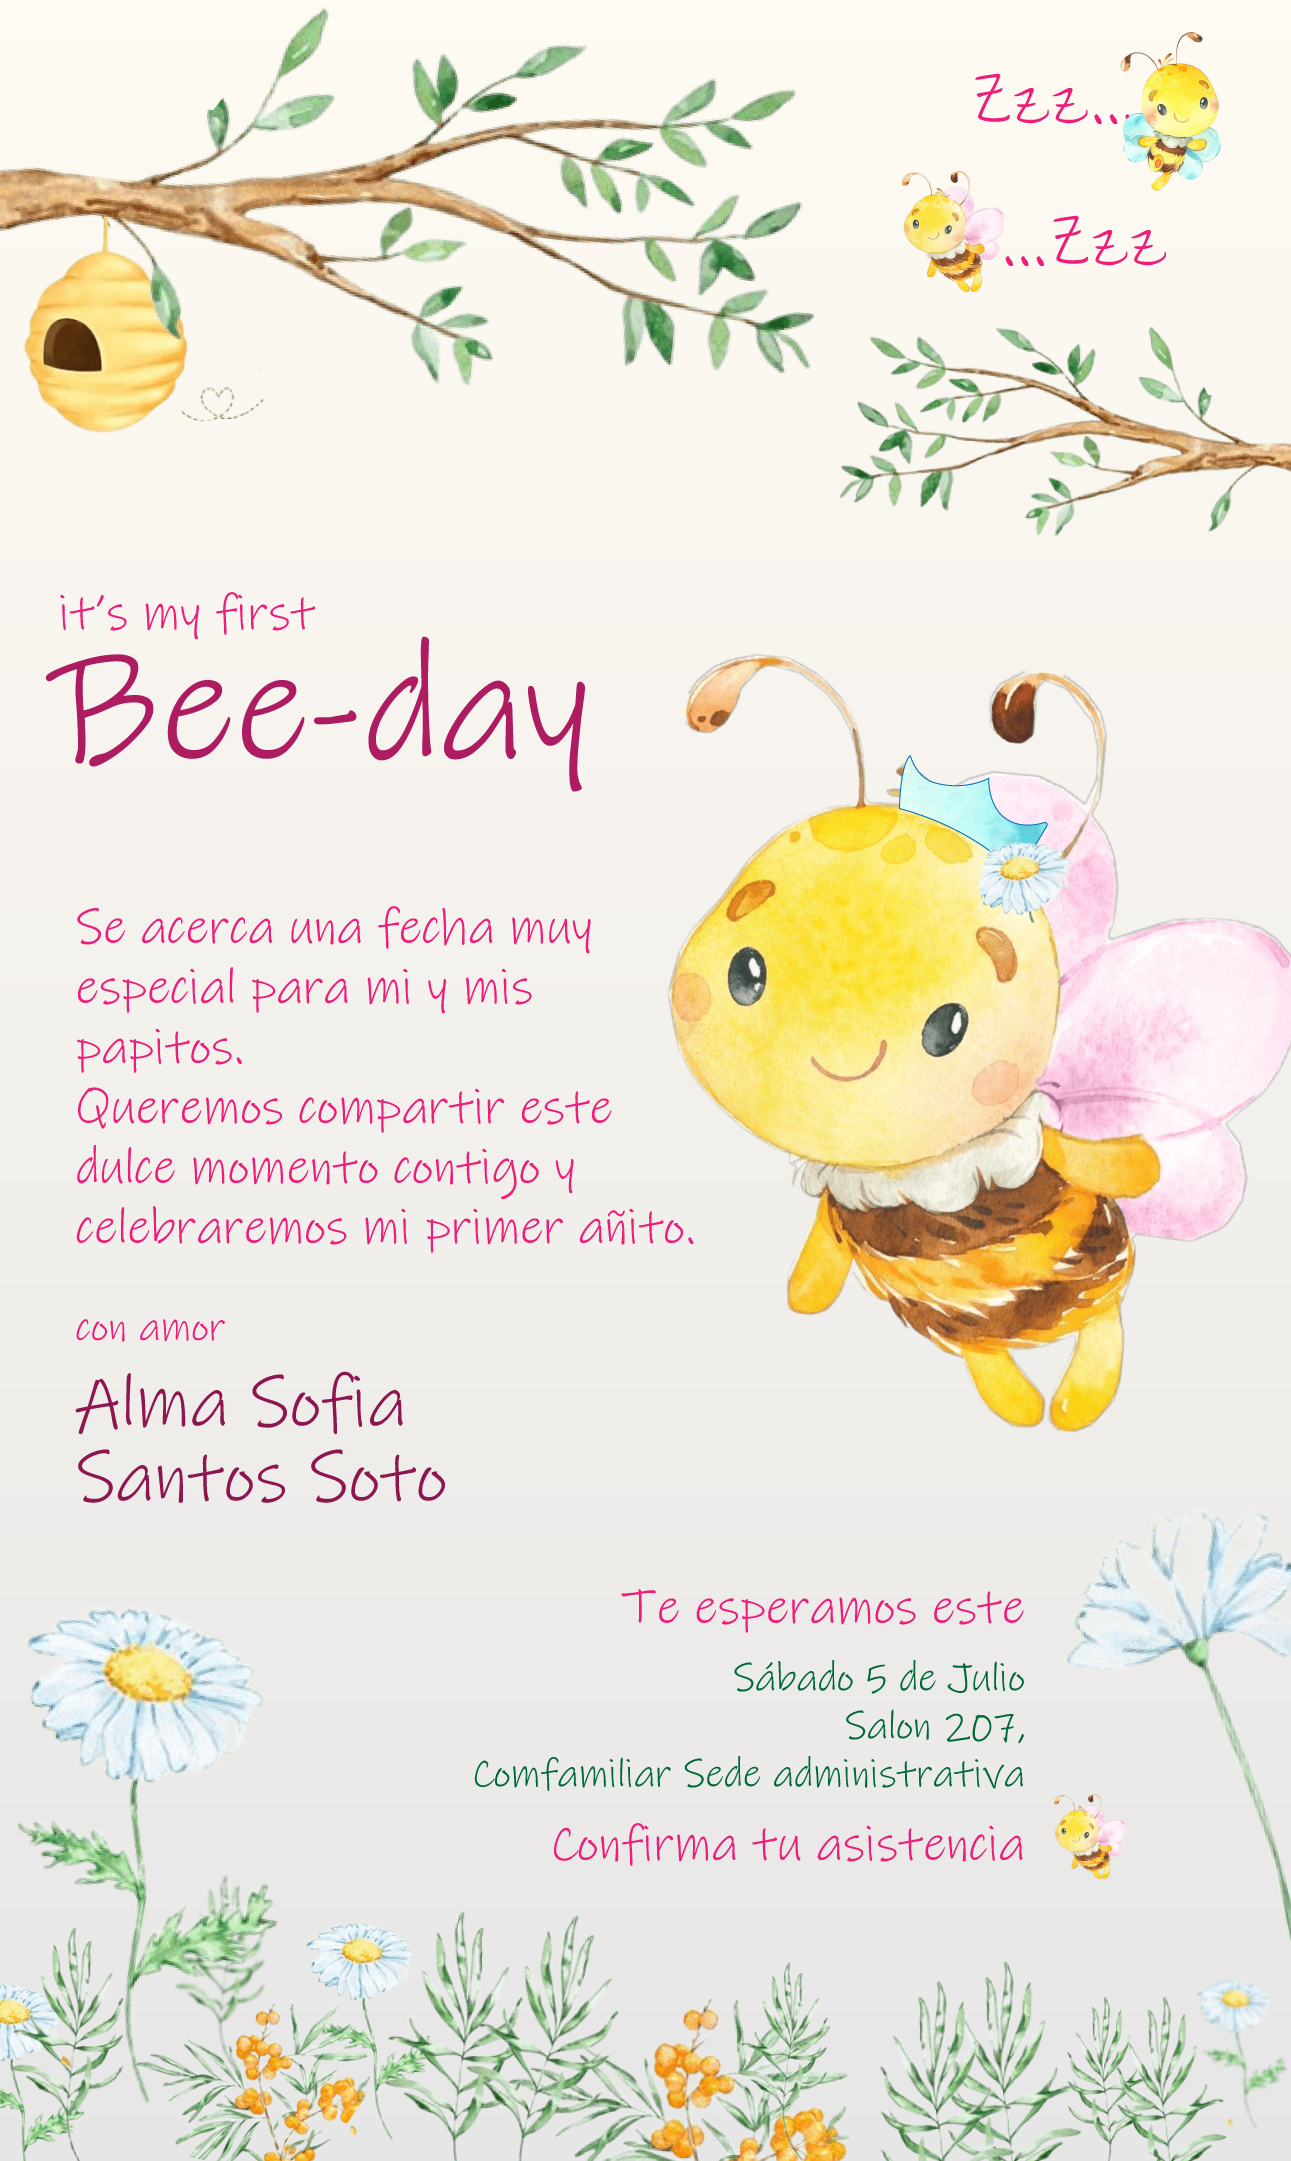 Zzz...
...Zzz
it's my first
Bee-day
Se acerca una fecha muy
especial para mi y mis
papitos.
Queremos compartir este
dulce momento contigo y
celebraremos mi primer añito.
con amor
Alma Sofia
Santos Soto
Te esperamos este
Sábado 5 de Julio
Salon 207,
Comfamiliar Sede administrativa
Confirma tu asistencia